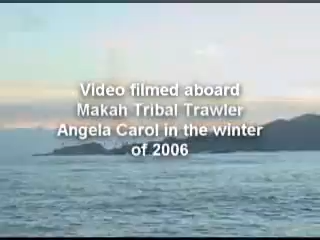 Video filmed aboard
Makah Tribal Trawler
Angela Carol in the winter
of 2006